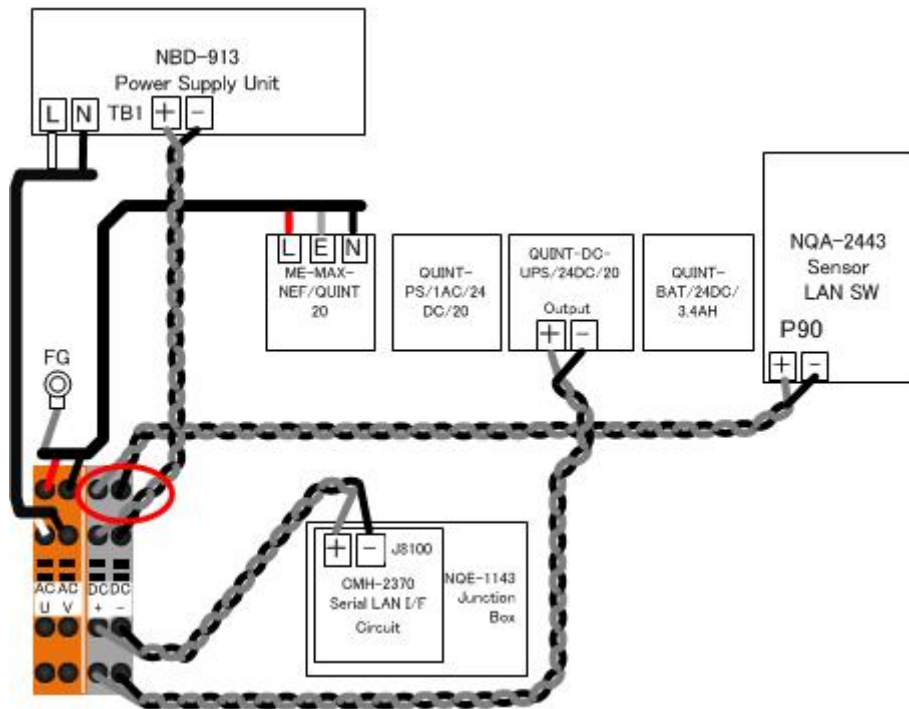 NBD-913
Power Supply Unit
L N TB1 + -
L E N
ME-MAX-
NEF/QUINT
20
QUINT-
PS/1AC/24
DC/20
QUINT-DC-
UPS/24DC/20
Output
+ -
QUINT-
BAT/24DC/
3.4AH
NQA-2443
Sensor
LAN SW
P90
+ -
FG
+ - J8100
CMH-2370
Serial LAN I/F
Circuit
NQE-1143
Junction
Box
AC AC DC DC
U V + -